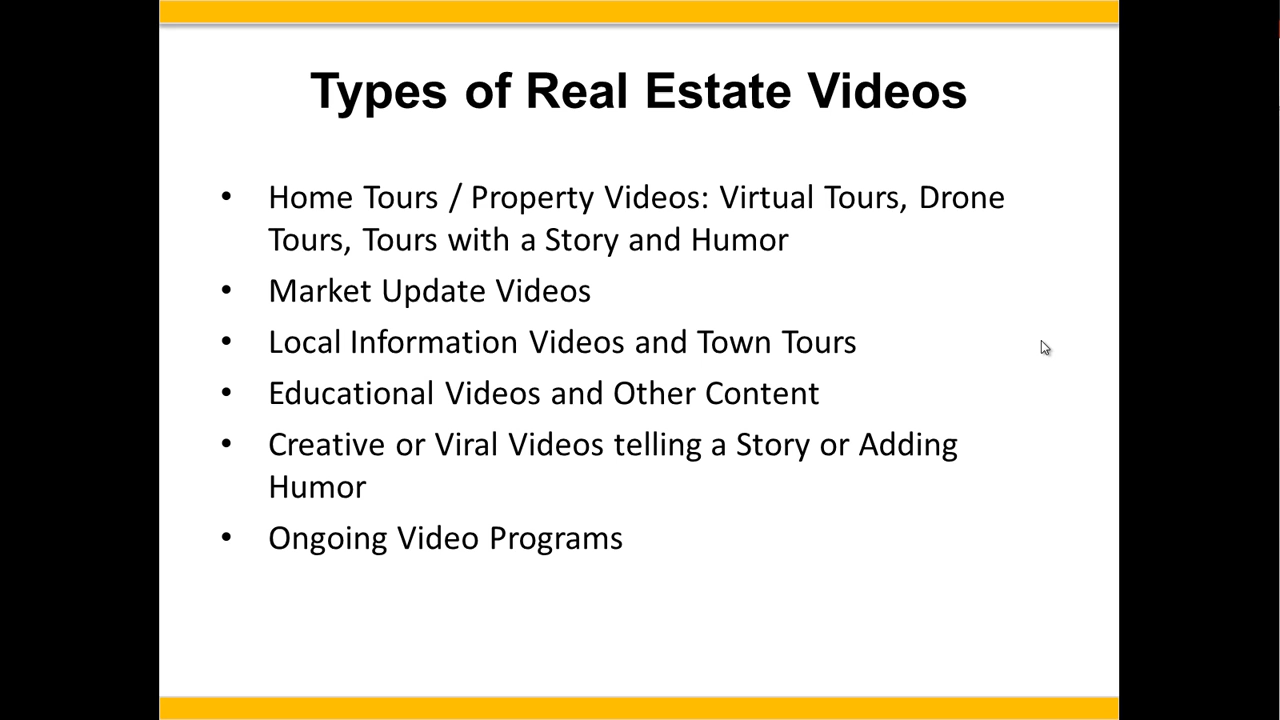 Types of Real Estate Videos
• Home Tours / Property Videos: Virtual Tours, Drone
Tours, Tours with a Story and Humor
• Market Update Videos
• Local Information Videos and Town Tours
• Educational Videos and Other Content
• Creative or Viral Videos telling a Story or Adding
Humor
• Ongoing Video Programs